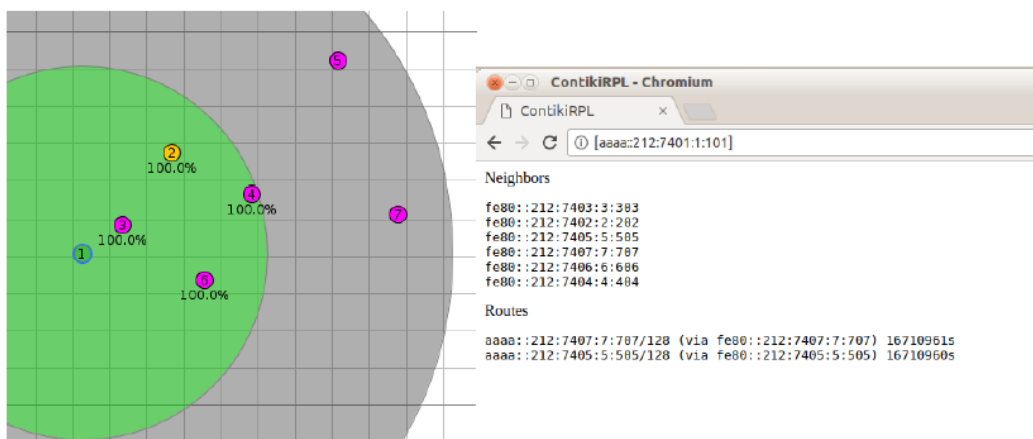 5
2
100.0%
4
100.0%
7
3
100.0%
1
6
100.0%
ContikiRPL - Chromium
ContikiRPL ×
[aaaa::212:7401:1:101]
Neighbors
fe80::212:7403:3:303
fe80::212:7402:2:202
fe80::212:7405:5:505
fe80::212:7407:7:707
fe80::212:7406:6:606
fe80::212:7404:4:404
Routes
aaaa::212:7407:7:707/128 (via fe80::212:7407:7:707) 16710961s
aaaa::212:7405:5:505/128 (via fe80::212:7405:5:505) 16710960s